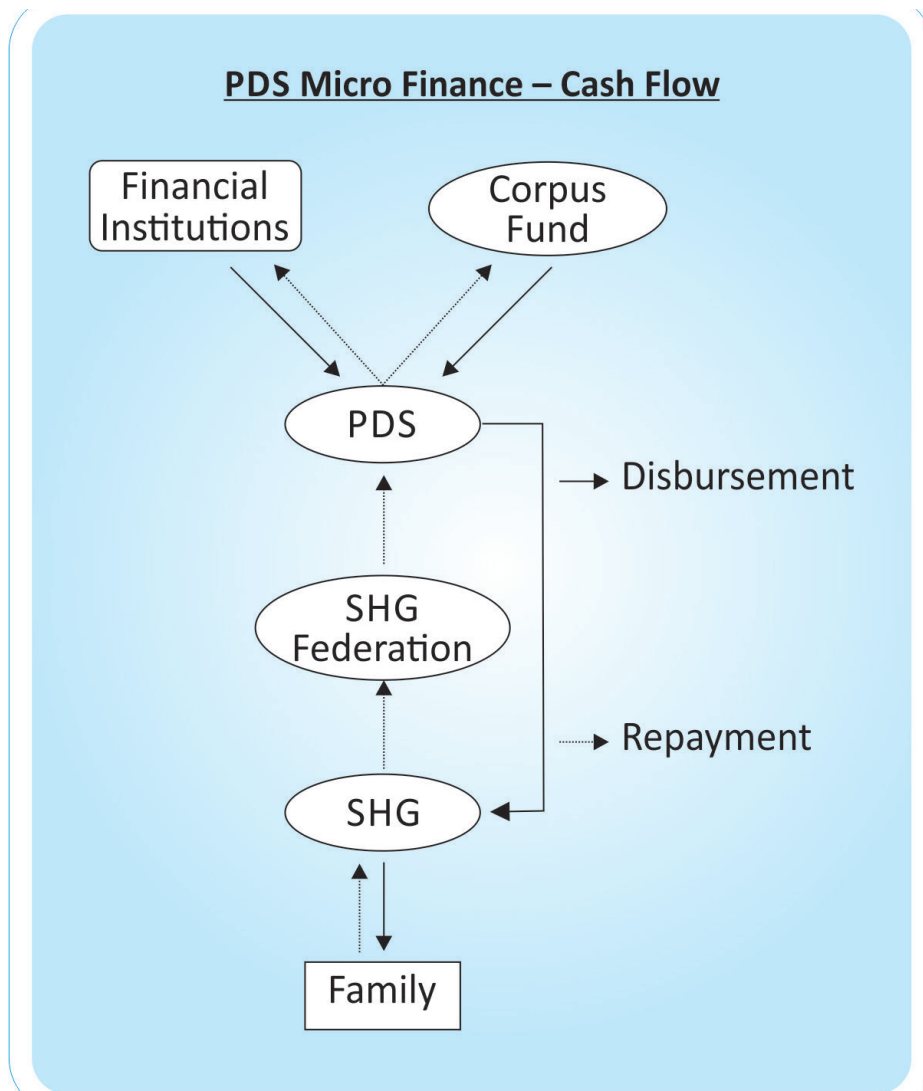 PDS Micro Finance – Cash Flow
Financial
Institutions
Corpus
Fund
PDS
Disbursement
SHG
Federation
Repayment
SHG
Family